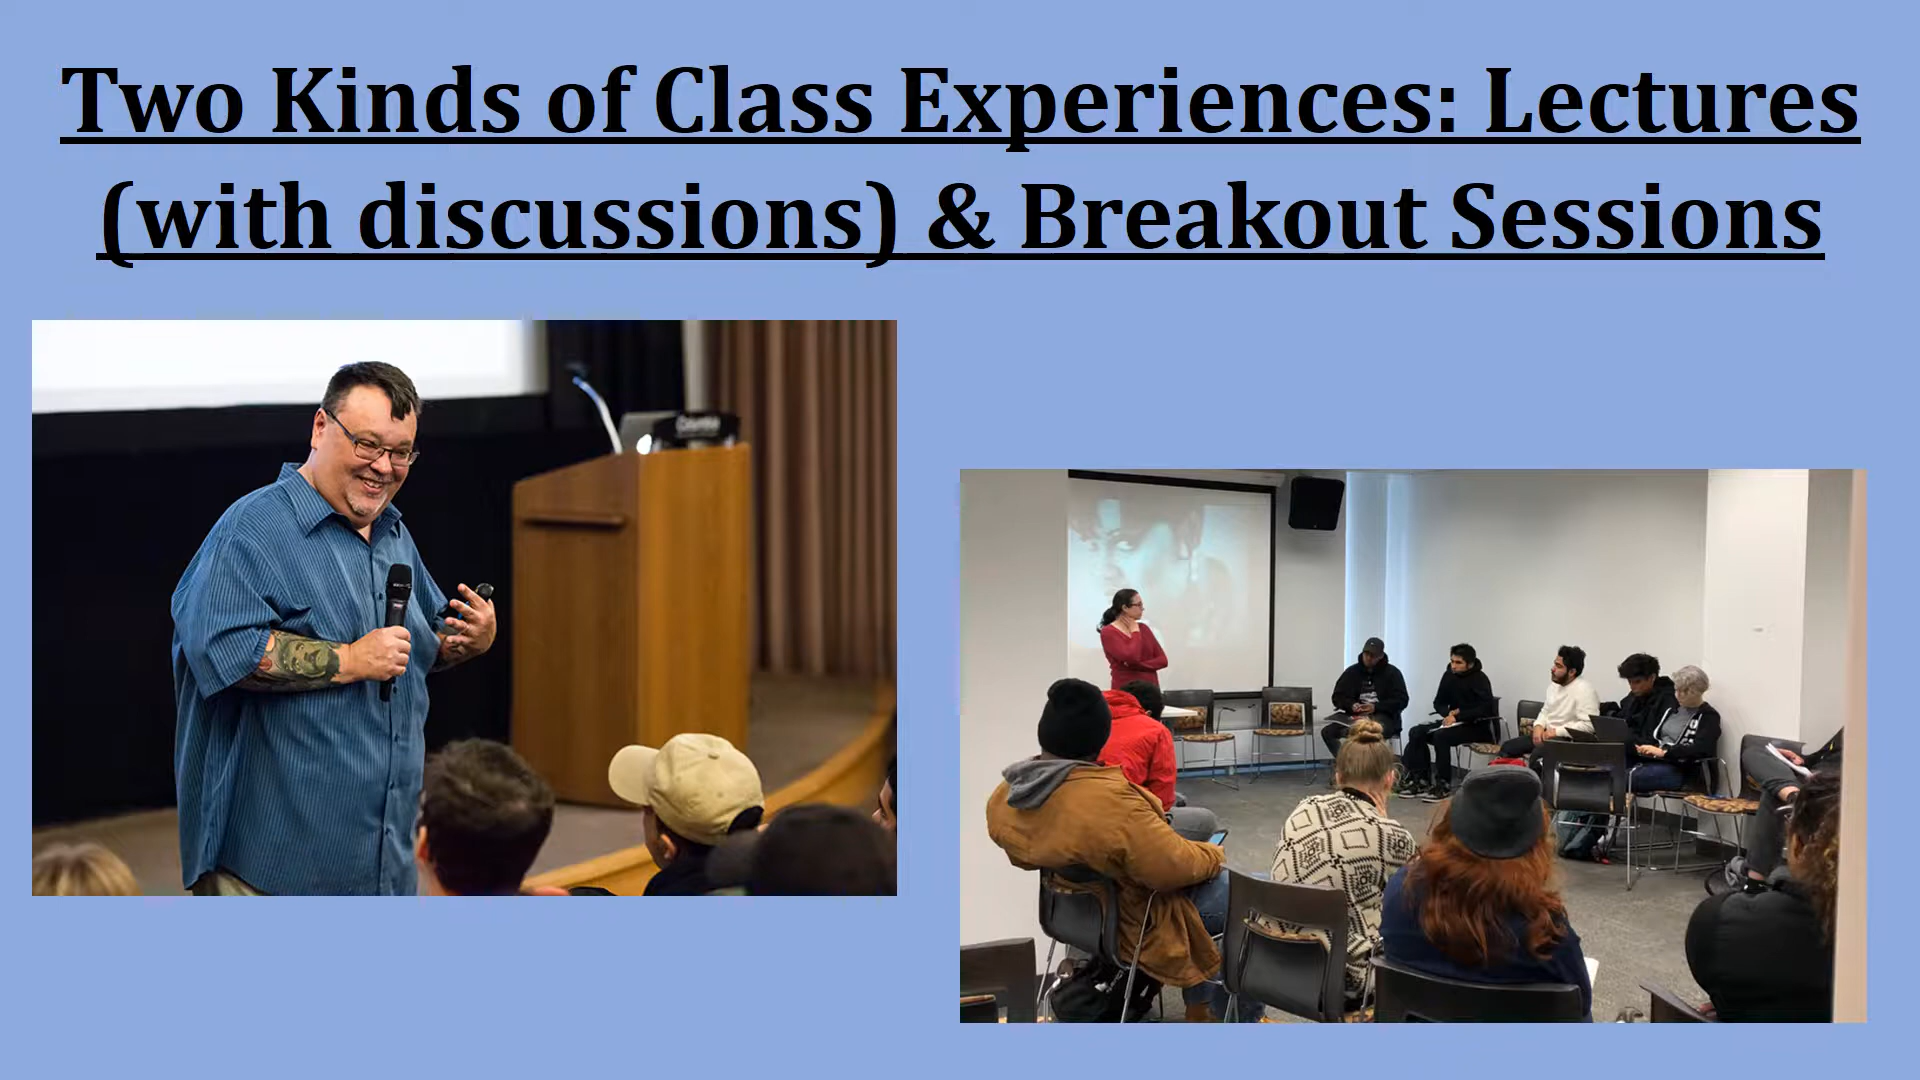 Two Kinds of Class Experiences: Lectures
(with discussions) & Breakout Sessions